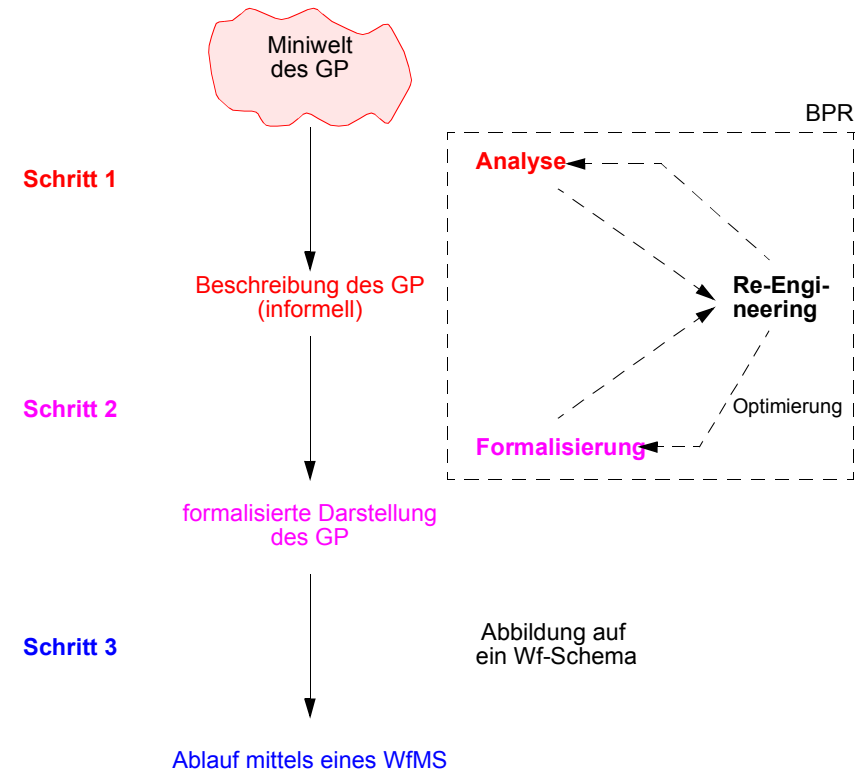 Miniwelt
des GP
BPR
Schritt 1
Analyse
Beschreibung des GP
(informell)
Re-Engi-
neering
Schritt 2
Optimierung
Formalisierung
formalisierte Darstellung
des GP
Schritt 3
Abbildung auf
ein Wf-Schema
Ablauf mittels eines WfMS